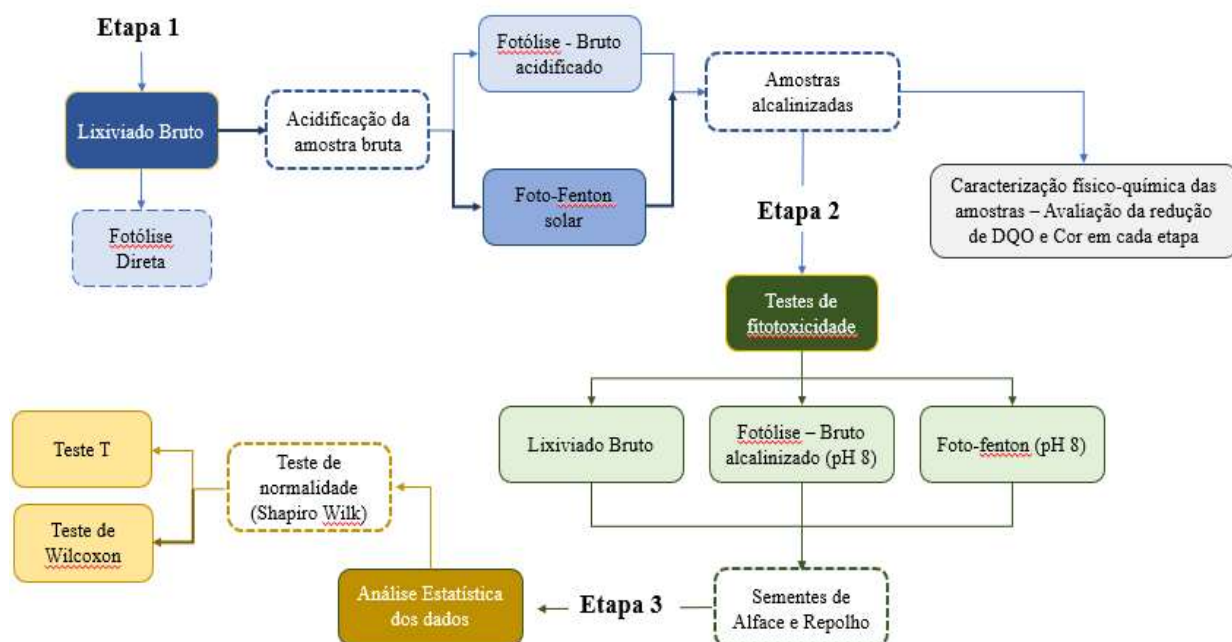 Etapa 1
Lixiviado Bruto
Fotólise
Direta
Acidificação da
amostra bruta
Fotólise - Bruto
acidificado
Foto-Fenton
solar
Amostras
alcalinizadas
Caracterização físico-química das
amostras – Avaliação da redução
de DQO e Cor em cada etapa
Etapa 2
Testes de
fitotoxicidade
Lixiviado Bruto
Fotólise – Bruto
alcalinizado (pH 8)
Foto-fenton (pH 8)
Sementes de
Alface e Repolho
Etapa 3
Análise Estatística
dos dados
Teste de
normalidade
(Shapiro Wilk)
Teste T
Teste de
Wilcoxon